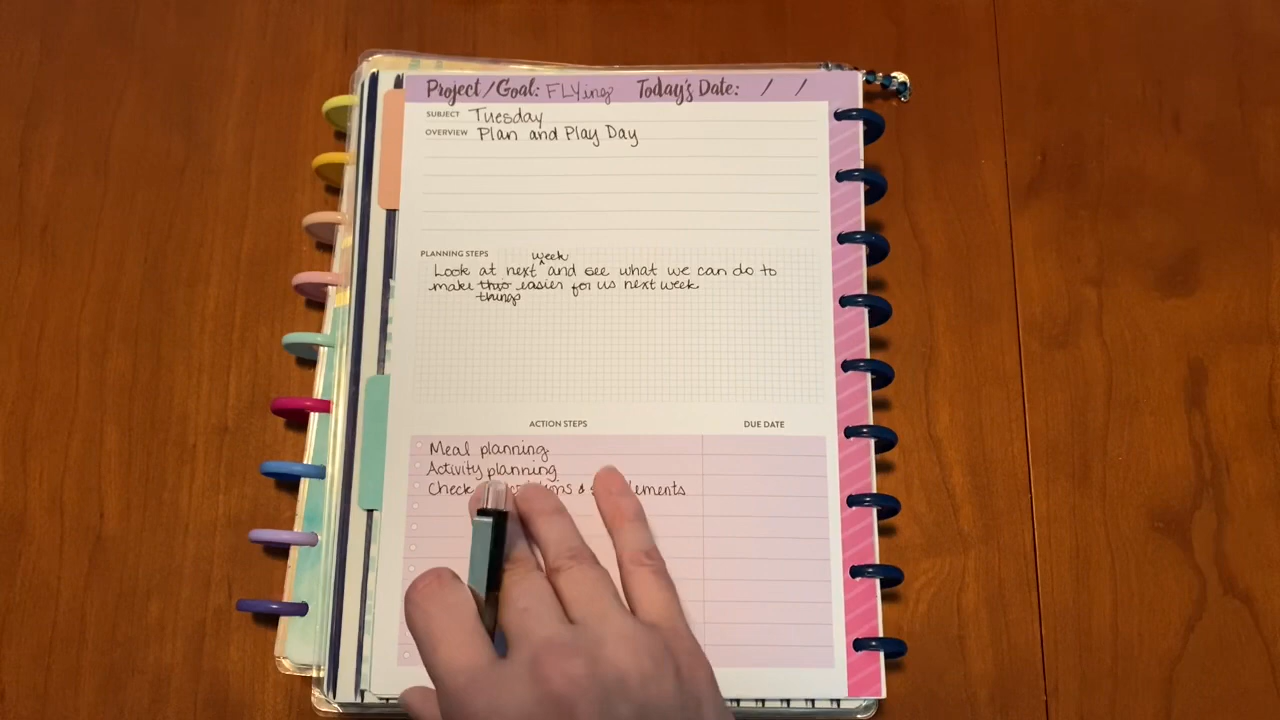 Project/Goal: FLYing Today's Date: / /
SUBJECT Tuesday
OVERVIEW Plan and Play Day
PLANNING STEPS
week
Look at next ^ and see what we can do to
make this easier for us next week
things
ACTION STEPS DUE DATE
Meal planning
Activity planning
Check &